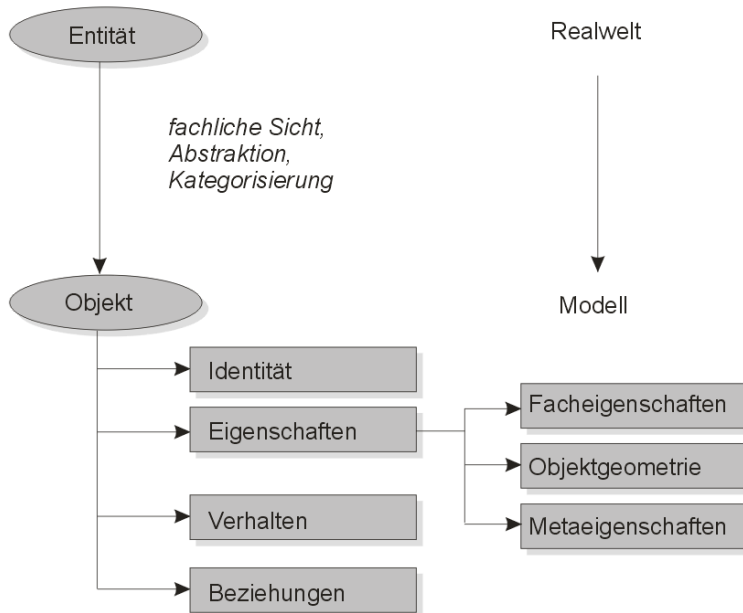 Entität
Realwelt
fachliche Sicht,
Abstraktion,
Kategorisierung
Objekt
Modell
Identität
Eigenschaften
Facheigenschaften
Objektgeometrie
Verhalten
Metaeigenschaften
Beziehungen